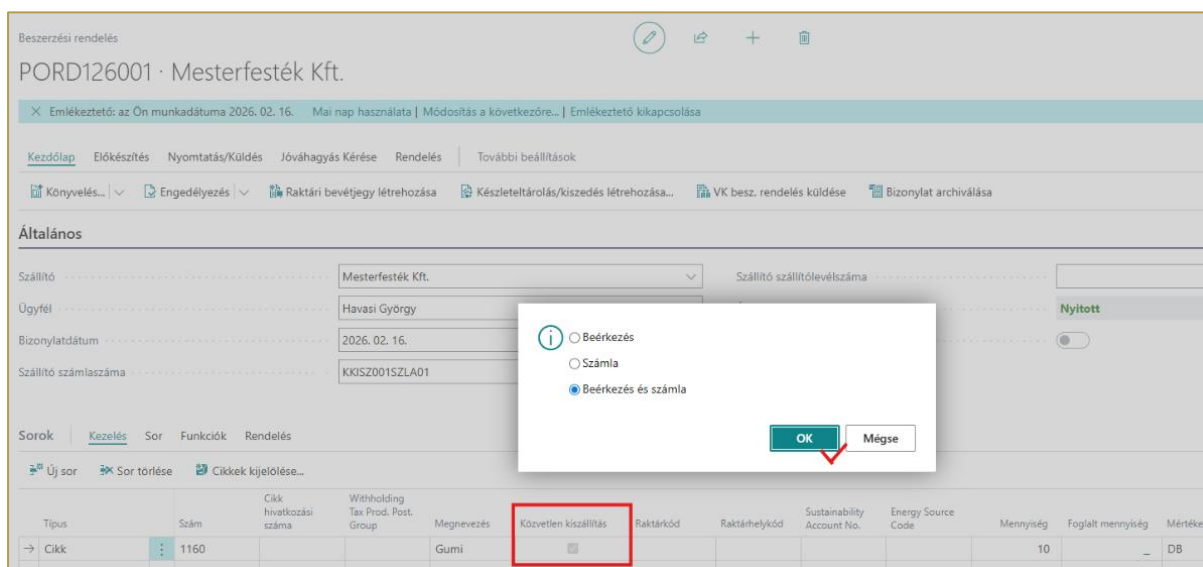 Beszerzési rendelés
PORD126001 · Mesterfesték Kft.
Emlékeztető: az Ön munkadátuma 2026. 02. 16. Mai nap használata | Módosítás a következőre... | Emlékeztető kikapcsolása
Kezdőlap Előkészítés Nyomtatás/Küldés Jóváhagyás Kérése Rendelés További beállítások
Könyvelés... Engedélyezés Raktári bevétjegy létrehozása Készleteltárolás/kiszedés létrehozása... VK besz. rendelés küldése Bizonylat archiválása
Általános
Szállító Mesterfesték Kft. Szállító szállítólevélszáma
Ügyfél Havasi György Nyitott
Bizonylatdátum 2026. 02. 16.
Szállító számlaszáma KKISZ001SZLA01
Beérkezés
Számla
Beérkezés és számla
OK Mégse
Sorok Kezelés Sor Funkciók Rendelés
Új sor Sor törlése Cikkek kijelölése...
Típus Szám Cikk hivatkozási száma Withholding Tax Prod. Post. Group Megnevezés Közvetlen kiszállítás Raktárkód Raktárhelykód Sustainability Account No. Energy Source Code Mennyiség Foglalt mennyiség Mértéke
Cikk 1160 Gumi 10 _ DB